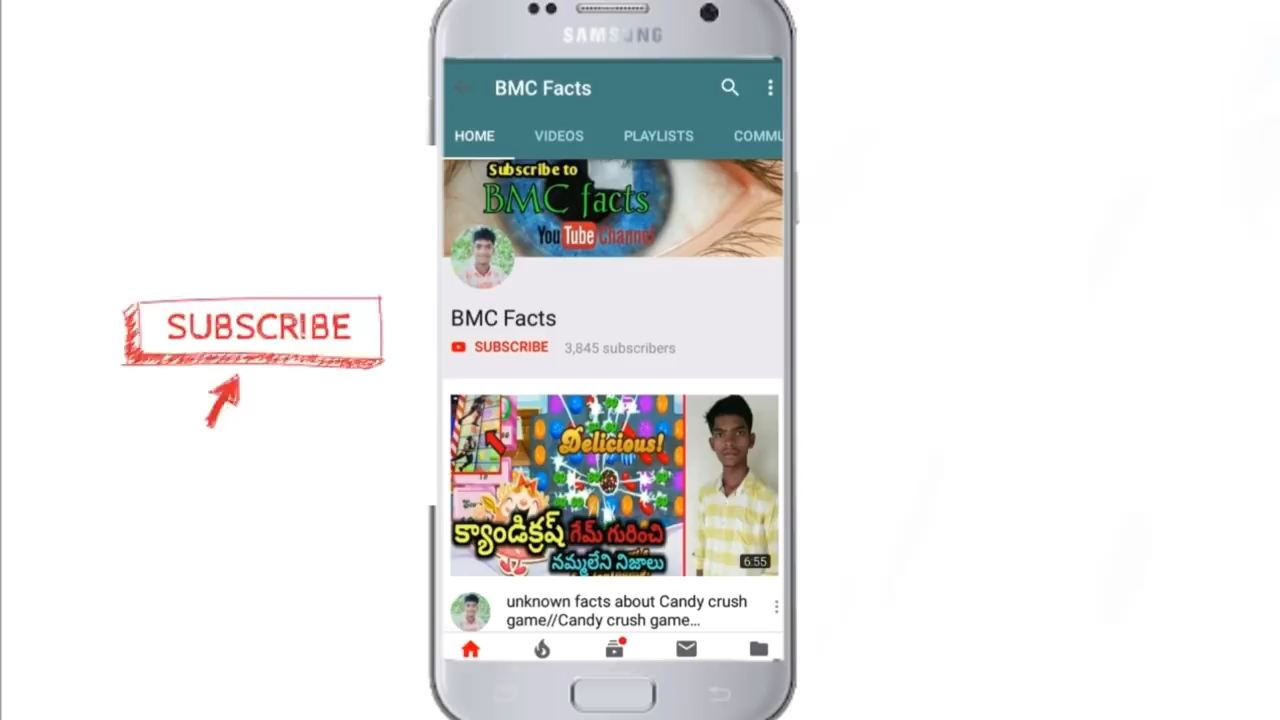 SAMSUNG
BMC Facts
HOME VIDEOS PLAYLISTS COMMU
Subscribe to
BMC facts
YouTube Channel
BMC Facts
SUBSCRIBE 3,845 subscribers
SUBSCRIBE
Delicious!
క్యాండిక్రష్ గేమ్ గురించి
నమ్మలేని నిజాలు
6:55
unknown facts about Candy crush
game//Candy crush game...